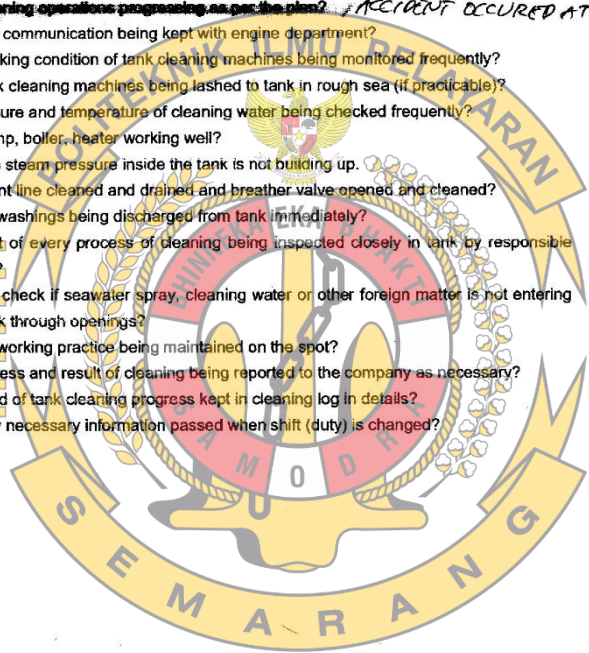 ning operations progressing as per the plan? / ACCIDENT OCCURED AT
communication being kept with engine department?
king condition of tank cleaning machines being monitored frequently?
k cleaning machines being lashed to tank in rough sea (if practicable)?
ure and temperature of cleaning water being checked frequently?
mp, boiler, heater working well?
steam pressure inside the tank is not building up.
nt line cleaned and drained and breather valve opened and cleaned?
washings being discharged from tank immediately?
t of every process of cleaning being inspected closely in tank by responsible
?
check if seawater spray, cleaning water or other foreign matter is not entering
k through openings?
working practice being maintained on the spot?
ess and result of cleaning being reported to the company as necessary?
d of tank cleaning progress kept in cleaning log in details?
y necessary information passed when shift (duty) is changed?
POLITEKNIK ILMU PELAYARAN
BHINNEKA EKA BHAKTI
SAMODRA
SEMARANG